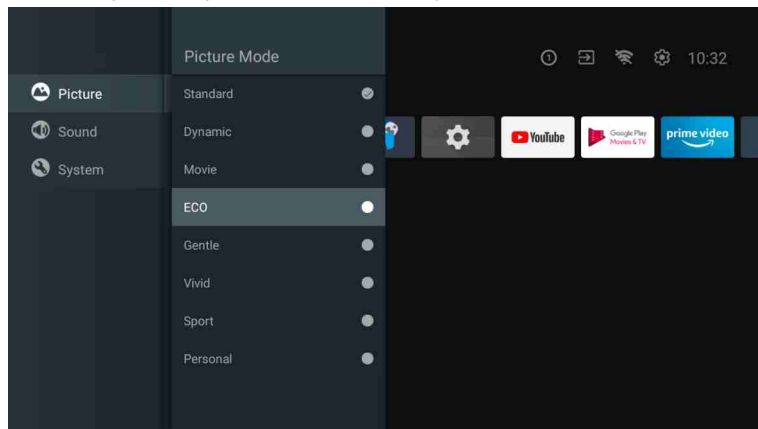 Picture Mode
1
10:32
Picture
Sound
System
Standard
Dynamic
Movie
ECO
Gentle
Vivid
Sport
Personal
YouTube
Google Play
Movies & TV
prime video